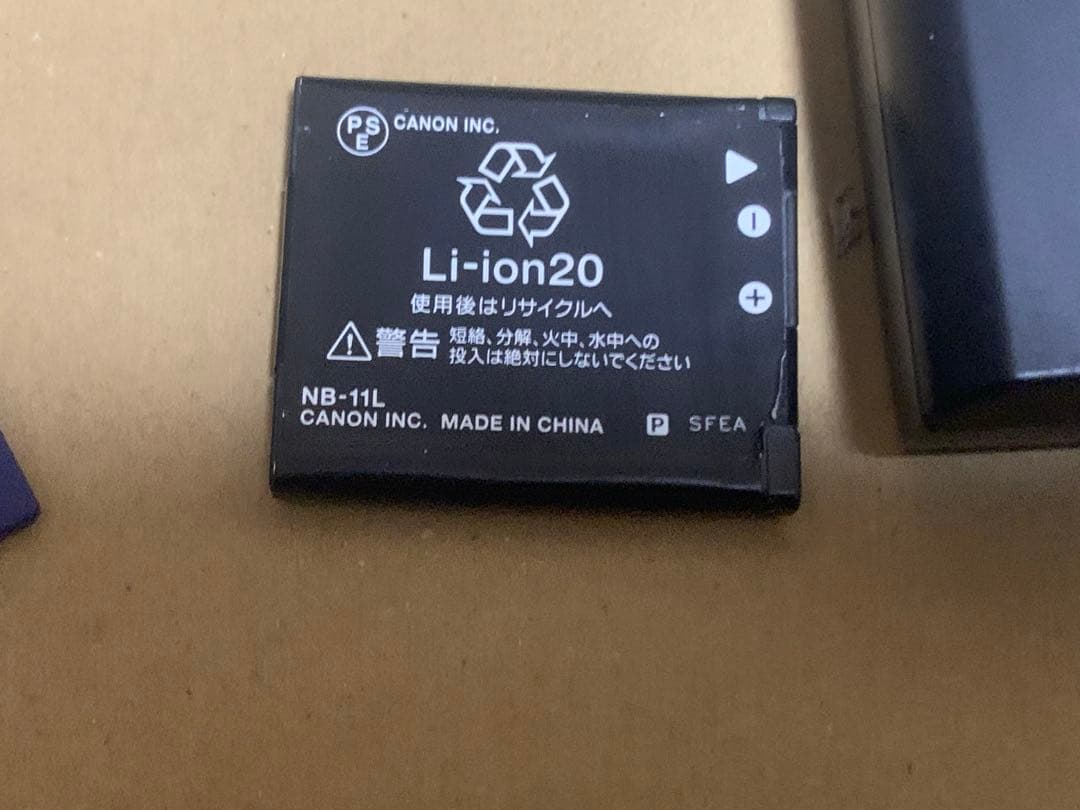 PSE CANON INC.
Li-ion20
使用後はリサイクルへ
警告 短絡、分解、火中、水中への
投入は絶対にしないでください
NB-11L
CANON INC. MADE IN CHINA P SFEA